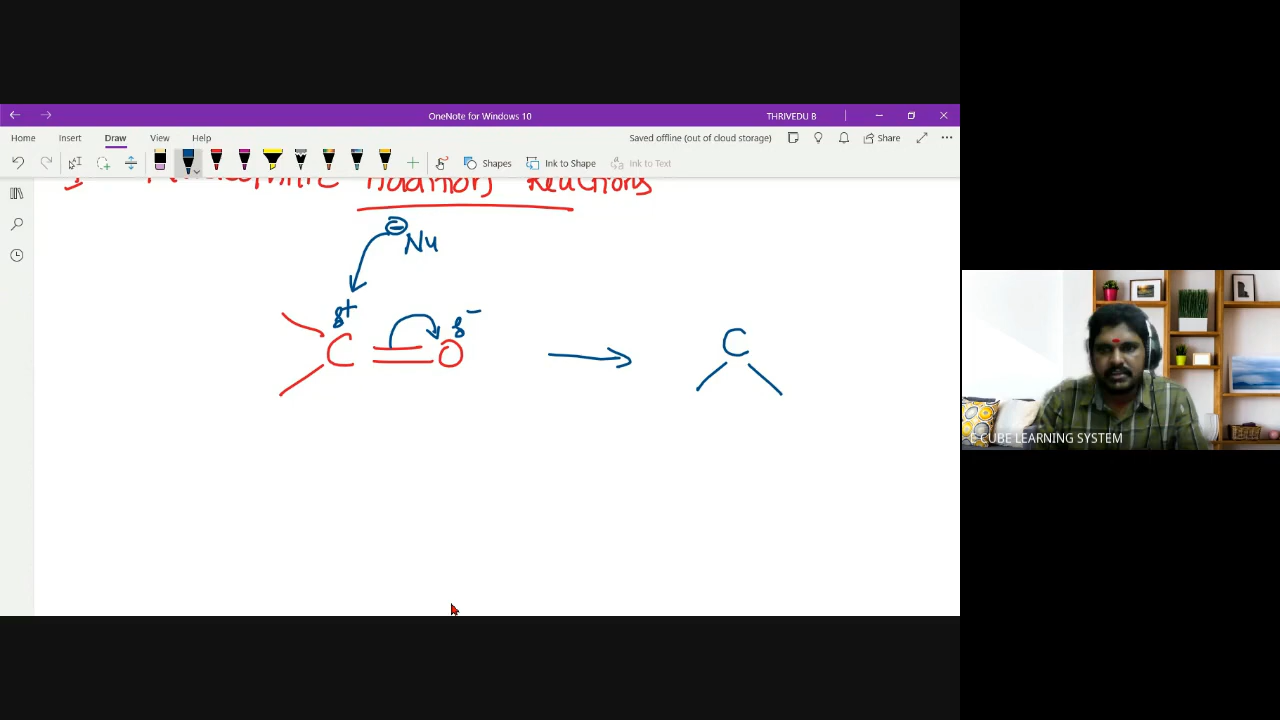 OneNote for Windows 10
THRIVEDU B
Home Insert Draw View Help
Saved offline (out of cloud storage)
Share
Shapes
Ink to Shape
Ink to Text
Addition Reactions
⊖
Nu
δ+ δ-
C = O → C
C CUBE LEARNING SYSTEM